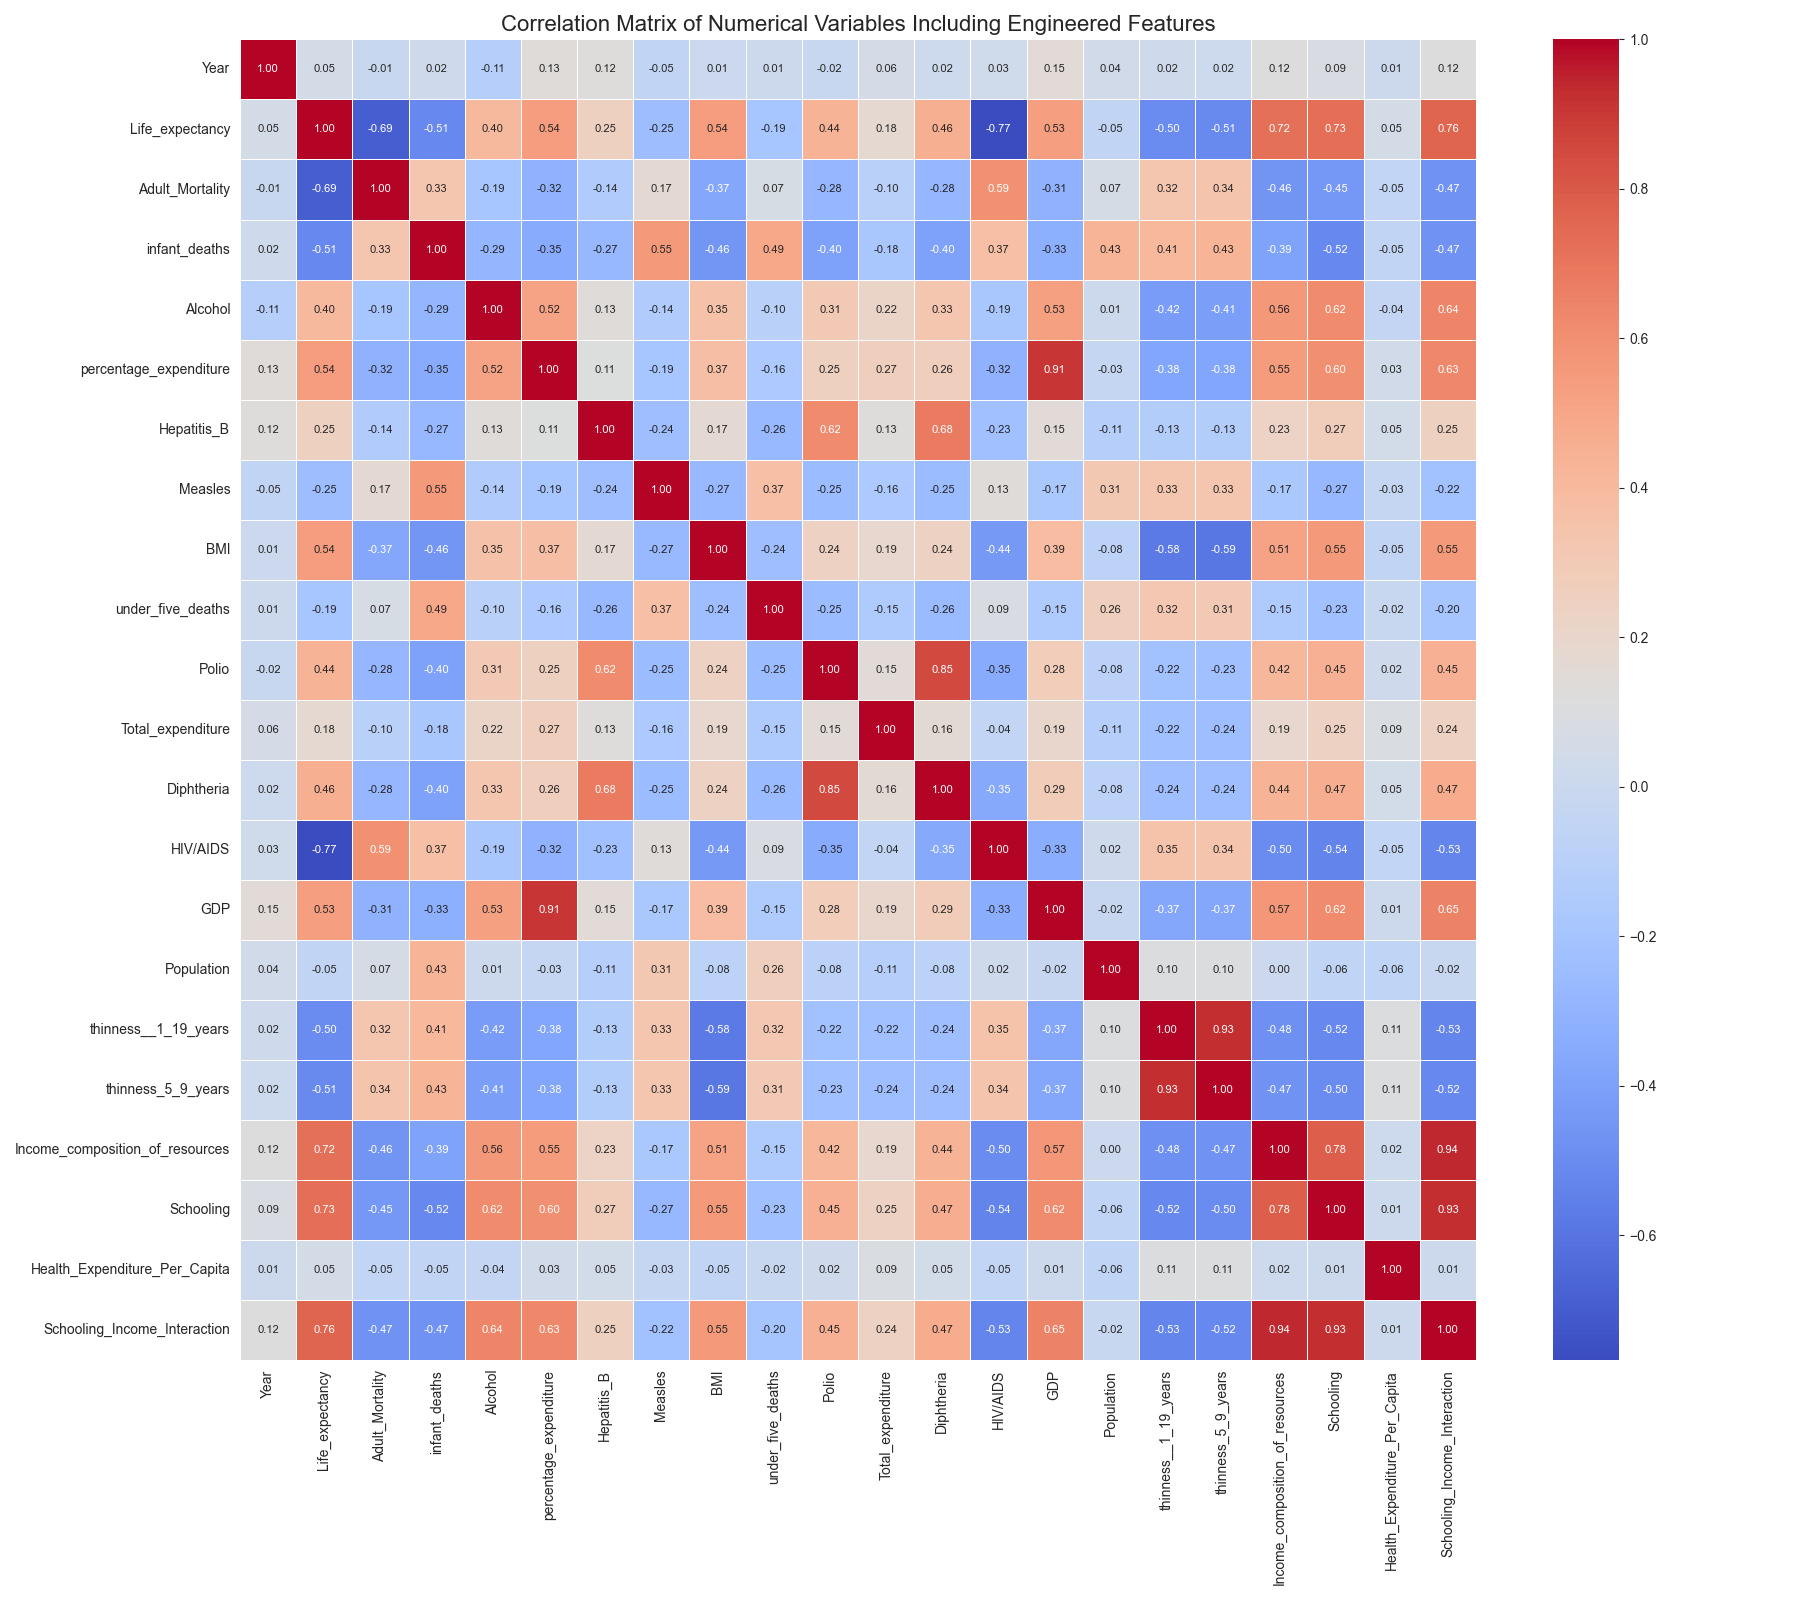 Correlation Matrix of Numerical Variables Including Engineered Features
Year 1.00 0.05 -0.01 0.02 -0.11 0.13 0.12 -0.05 0.01 0.01 -0.02 0.06 0.02 0.03 0.15 0.04 0.02 0.02 0.12 0.09 0.01 0.12
Life_expectancy 0.05 1.00 -0.69 -0.51 0.40 0.54 0.25 -0.25 0.54 -0.19 0.44 0.18 0.46 -0.77 0.53 -0.05 -0.50 -0.51 0.72 0.73 0.05 0.76
Adult_Mortality -0.01 -0.69 1.00 0.33 -0.19 -0.32 -0.14 0.17 -0.37 0.07 -0.28 -0.10 -0.28 0.59 -0.31 0.07 0.32 0.34 -0.46 -0.45 -0.05 -0.47
infant_deaths 0.02 -0.51 0.33 1.00 -0.29 -0.35 -0.27 0.55 -0.46 0.49 -0.40 -0.18 -0.40 0.37 -0.33 0.43 0.41 0.43 -0.39 -0.52 -0.05 -0.47
Alcohol -0.11 0.40 -0.19 -0.29 1.00 0.52 0.13 -0.14 0.35 -0.10 0.31 0.22 0.33 -0.19 0.53 0.01 -0.42 -0.41 0.56 0.62 -0.04 0.64
percentage_expenditure 0.13 0.54 -0.32 -0.35 0.52 1.00 0.11 -0.19 0.37 -0.16 0.25 0.27 0.26 -0.32 0.91 -0.03 -0.38 -0.38 0.55 0.60 0.03 0.63
Hepatitis_B 0.12 0.25 -0.14 -0.27 0.13 0.11 1.00 -0.24 0.17 -0.26 0.62 0.13 0.68 -0.23 0.15 -0.11 -0.13 -0.13 0.23 0.27 0.05 0.25
Measles -0.05 -0.25 0.17 0.55 -0.14 -0.19 -0.24 1.00 -0.27 0.37 -0.25 -0.16 -0.25 0.13 -0.17 0.31 0.33 0.33 -0.17 -0.27 -0.03 -0.22
BMI 0.01 0.54 -0.37 -0.46 0.35 0.37 0.17 -0.27 1.00 -0.24 0.24 0.19 0.24 -0.44 0.39 -0.08 -0.58 -0.59 0.51 0.55 -0.05 0.55
under_five_deaths 0.01 -0.19 0.07 0.49 -0.10 -0.16 -0.26 0.37 -0.24 1.00 -0.25 -0.15 -0.26 0.09 -0.15 0.26 0.32 0.31 -0.15 -0.23 -0.02 -0.20
Polio -0.02 0.44 -0.28 -0.40 0.31 0.25 0.62 -0.25 0.24 -0.25 1.00 0.15 0.85 -0.35 0.28 -0.08 -0.22 -0.23 0.42 0.45 0.02 0.45
Total_expenditure 0.06 0.18 -0.10 -0.18 0.22 0.27 0.13 -0.16 0.19 -0.15 0.15 1.00 0.16 -0.04 0.19 -0.11 -0.22 -0.24 0.19 0.25 0.09 0.24
Diphtheria 0.02 0.46 -0.28 -0.40 0.33 0.26 0.68 -0.25 0.24 -0.26 0.85 0.16 1.00 -0.35 0.29 -0.08 -0.24 -0.24 0.44 0.47 0.05 0.47
HIV/AIDS 0.03 -0.77 0.59 0.37 -0.19 -0.32 -0.23 0.13 -0.44 0.09 -0.35 -0.04 -0.35 1.00 -0.33 0.02 0.35 0.34 -0.50 -0.54 -0.05 -0.53
GDP 0.15 0.53 -0.31 -0.33 0.53 0.91 0.15 -0.17 0.39 -0.15 0.28 0.19 0.29 -0.33 1.00 -0.02 -0.37 -0.37 0.57 0.62 0.01 0.65
Population 0.04 -0.05 0.07 0.43 0.01 -0.03 -0.11 0.31 -0.08 0.26 -0.08 -0.11 -0.08 0.02 -0.02 1.00 0.10 0.10 0.00 -0.06 -0.06 -0.02
thinness__1_19_years 0.02 -0.50 0.32 0.41 -0.42 -0.38 -0.13 0.33 -0.58 0.32 -0.22 -0.22 -0.24 0.35 -0.37 0.10 1.00 0.93 -0.48 -0.52 0.11 -0.53
thinness_5_9_years 0.02 -0.51 0.34 0.43 -0.41 -0.38 -0.13 0.33 -0.59 0.31 -0.23 -0.24 -0.24 0.34 -0.37 0.10 0.93 1.00 -0.47 -0.50 0.11 -0.52
Income_composition_of_resources 0.12 0.72 -0.46 -0.39 0.56 0.55 0.23 -0.17 0.51 -0.15 0.42 0.19 0.44 -0.50 0.57 0.00 -0.48 -0.47 1.00 0.78 0.02 0.94
Schooling 0.09 0.73 -0.45 -0.52 0.62 0.60 0.27 -0.27 0.55 -0.23 0.45 0.25 0.47 -0.54 0.62 -0.06 -0.52 -0.50 0.78 1.00 0.01 0.93
Health_Expenditure_Per_Capita 0.01 0.05 -0.05 -0.05 -0.04 0.03 0.05 -0.03 -0.05 -0.02 0.02 0.09 0.05 -0.05 0.01 -0.06 0.11 0.11 0.02 0.01 1.00 0.01
Schooling_Income_Interaction 0.12 0.76 -0.47 -0.47 0.64 0.63 0.25 -0.22 0.55 -0.20 0.45 0.24 0.47 -0.53 0.65 -0.02 -0.53 -0.52 0.94 0.93 0.01 1.00
Year
Life_expectancy
Adult_Mortality
infant_deaths
Alcohol
percentage_expenditure
Hepatitis_B
Measles
BMI
under_five_deaths
Polio
Total_expenditure
Diphtheria
HIV/AIDS
GDP
Population
thinness__1_19_years
thinness_5_9_years
Income_composition_of_resources
Schooling
Health_Expenditure_Per_Capita
Schooling_Income_Interaction
1.0
0.8
0.6
0.4
0.2
0.0
−0.2
−0.4
−0.6